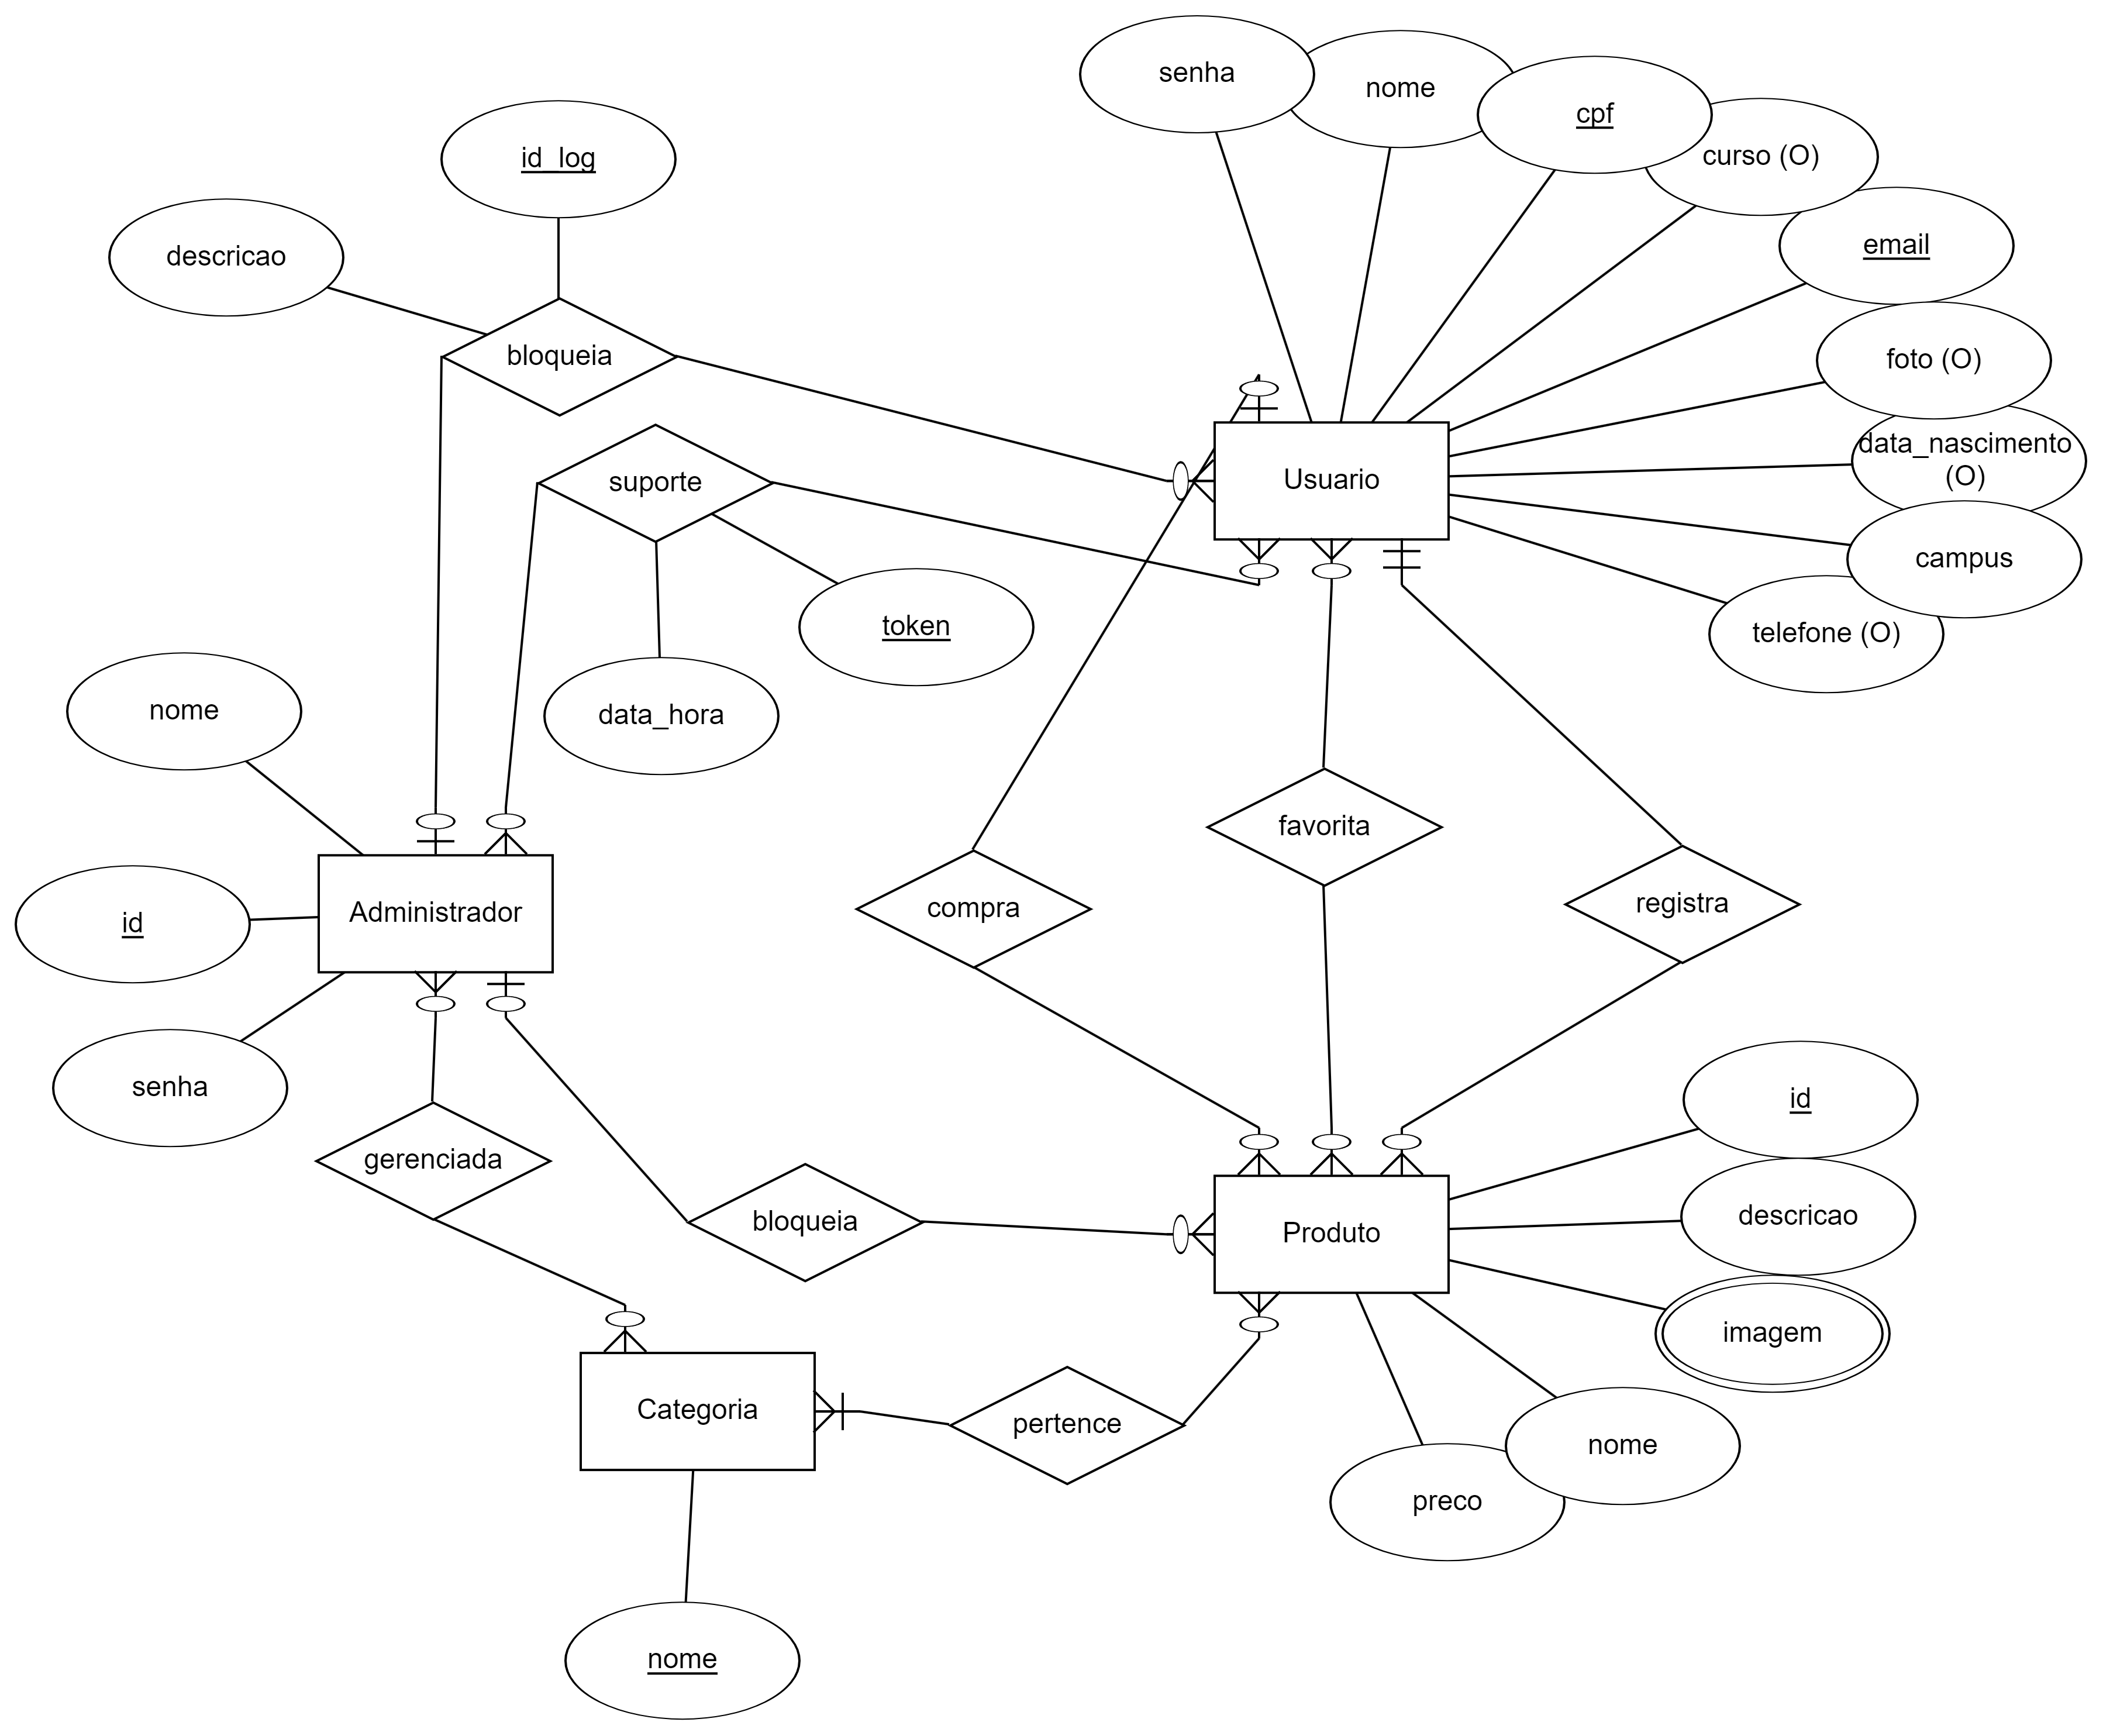 senha
nome
cpf
curso (O)
id_log
email
descricao
bloqueia
foto (O)
data_nascimento
(O)
suporte
Usuario
campus
token
telefone (O)
nome
data_hora
favorita
compra
registra
Administrador
id
senha
gerenciada
id
bloqueia
descricao
Produto
imagem
Categoria
pertence
nome
preco
nome